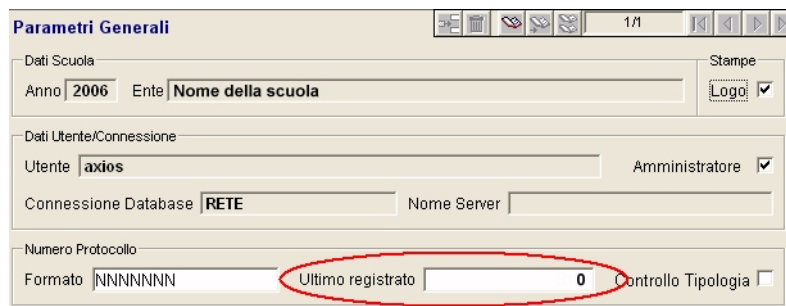 Parametri Generali 1/1
Dati Scuola Stampe
Anno 2006 Ente Nome della scuola Logo
Dati Utente/Connessione
Utente axios Amministratore
Connessione Database RETE Nome Server
Numero Protocollo
Formato NNNNNNN Ultimo registrato 0 Controllo Tipologia